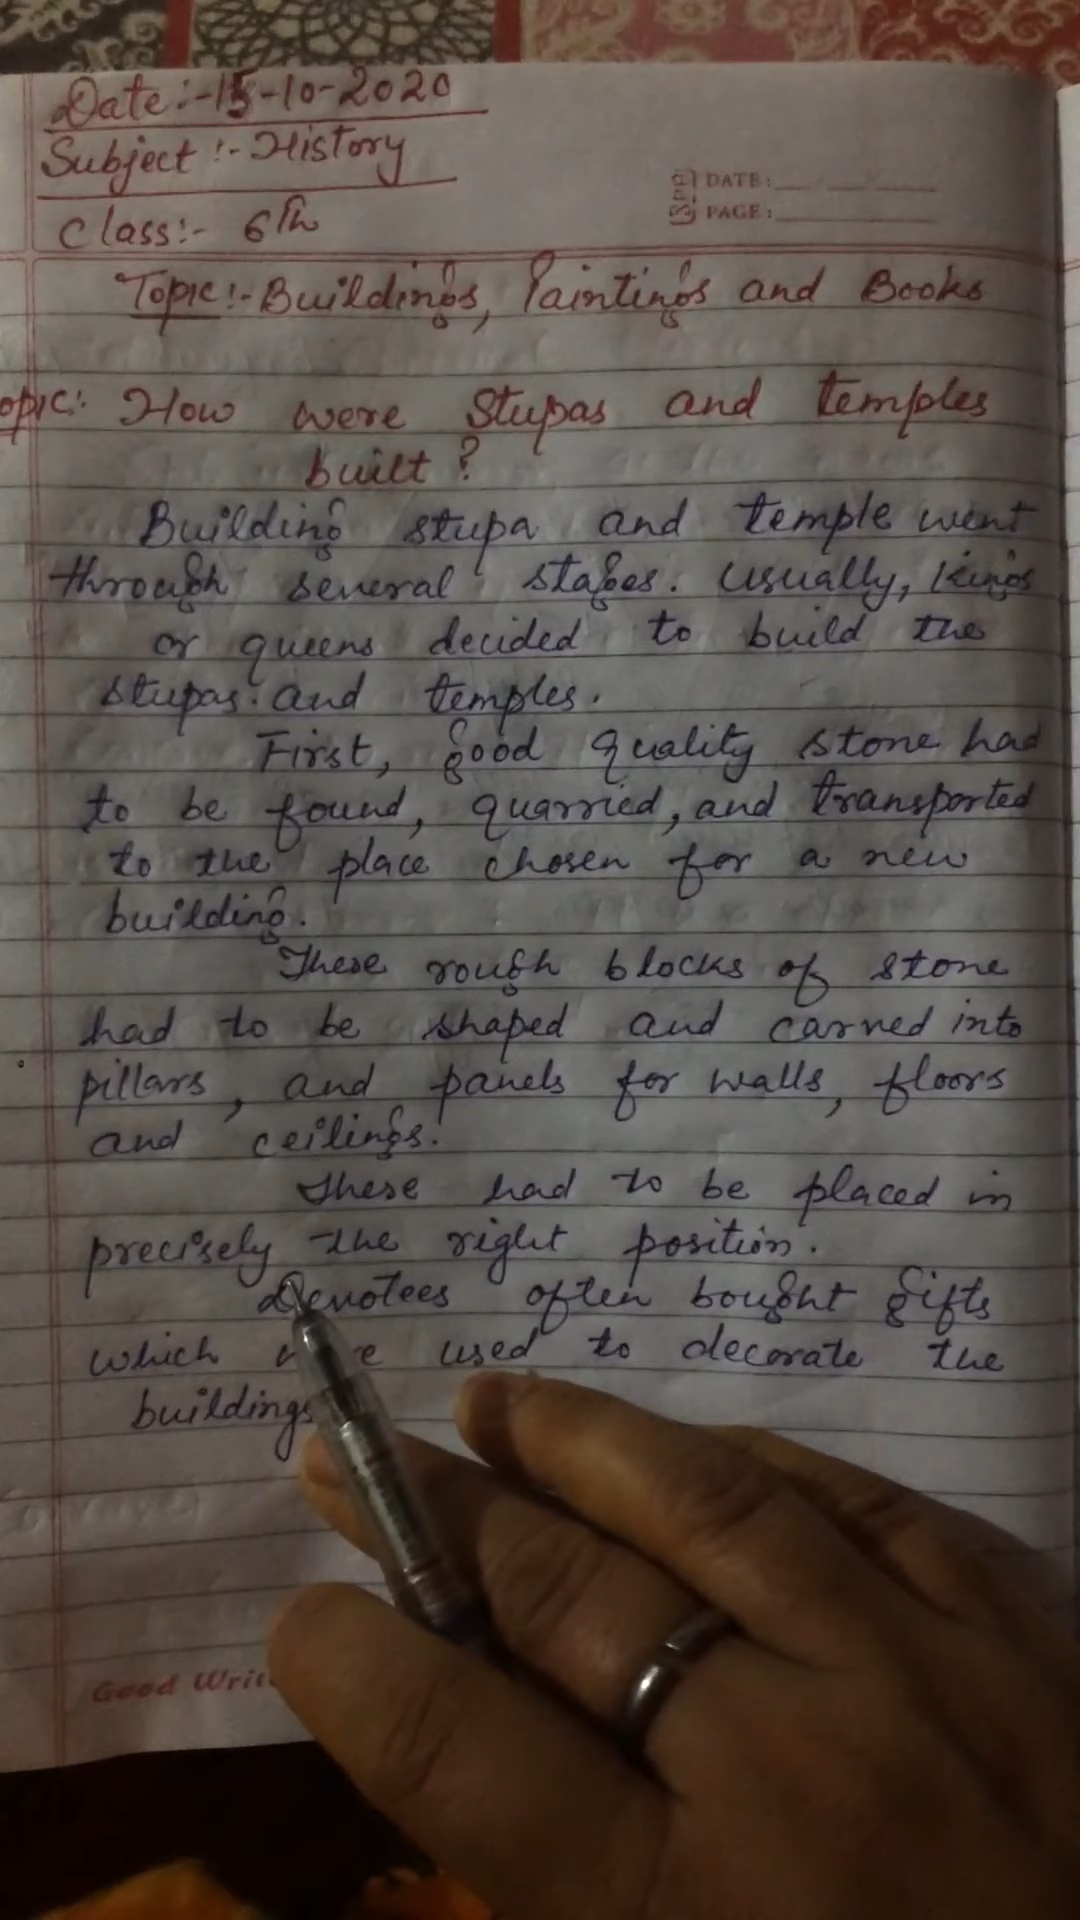 Date:-15-10-2020
Subject:- History
Class:- 6th
DATE:
PAGE:
Topic:- Buildings, Paintings and Books
opic: How were Stupas and temples
built?
Building stupa and temple went
through several stages. Usually, kings
or queens decided to build the
stupas and temples.
First, good quality stone had
to be found, quarried, and transported
to the place chosen for a new
building.
These rough blocks of stone
had to be shaped and carved into
pillars, and panels for walls, floors
and ceilings.
These had to be placed in
precisely the right position.
Devotees often bought gifts
which used to decorate the
buildings
Good